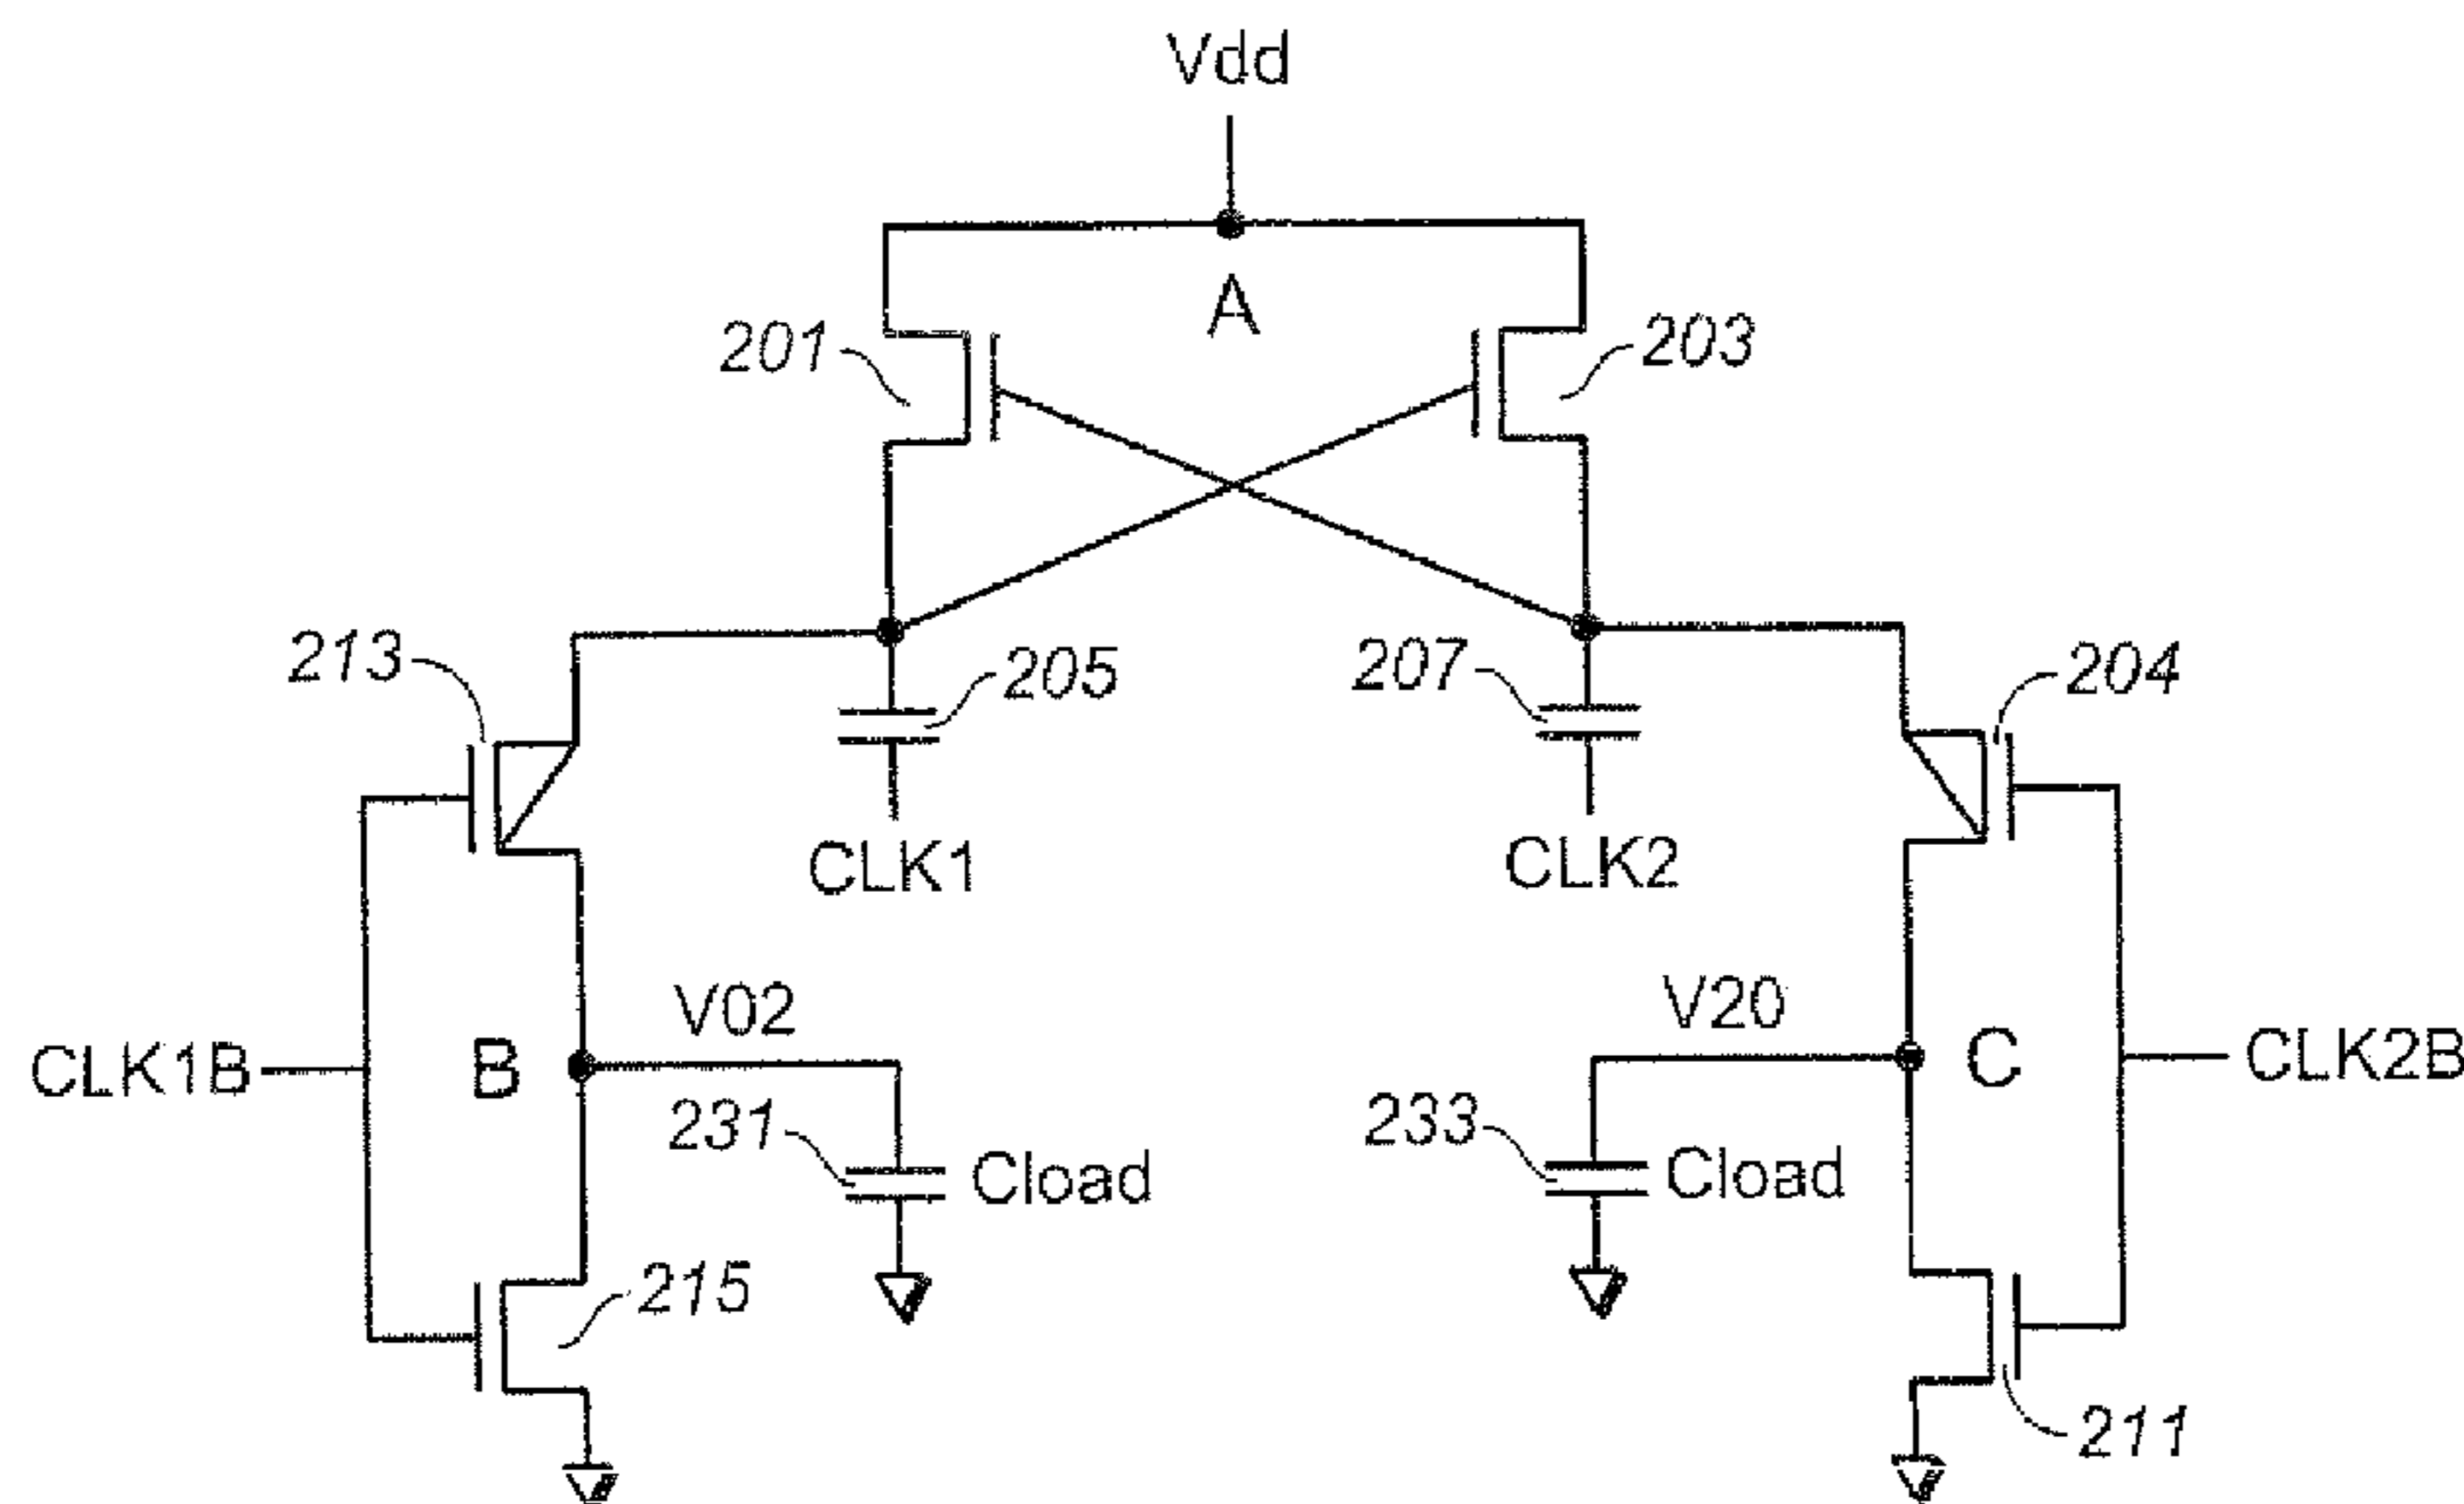 Vdd
A
201
203
213
205
207
204
CLK1
CLK2
V02
V20
CLK1B
B
C
CLK2B
231
Cload
233
Cload
215
211